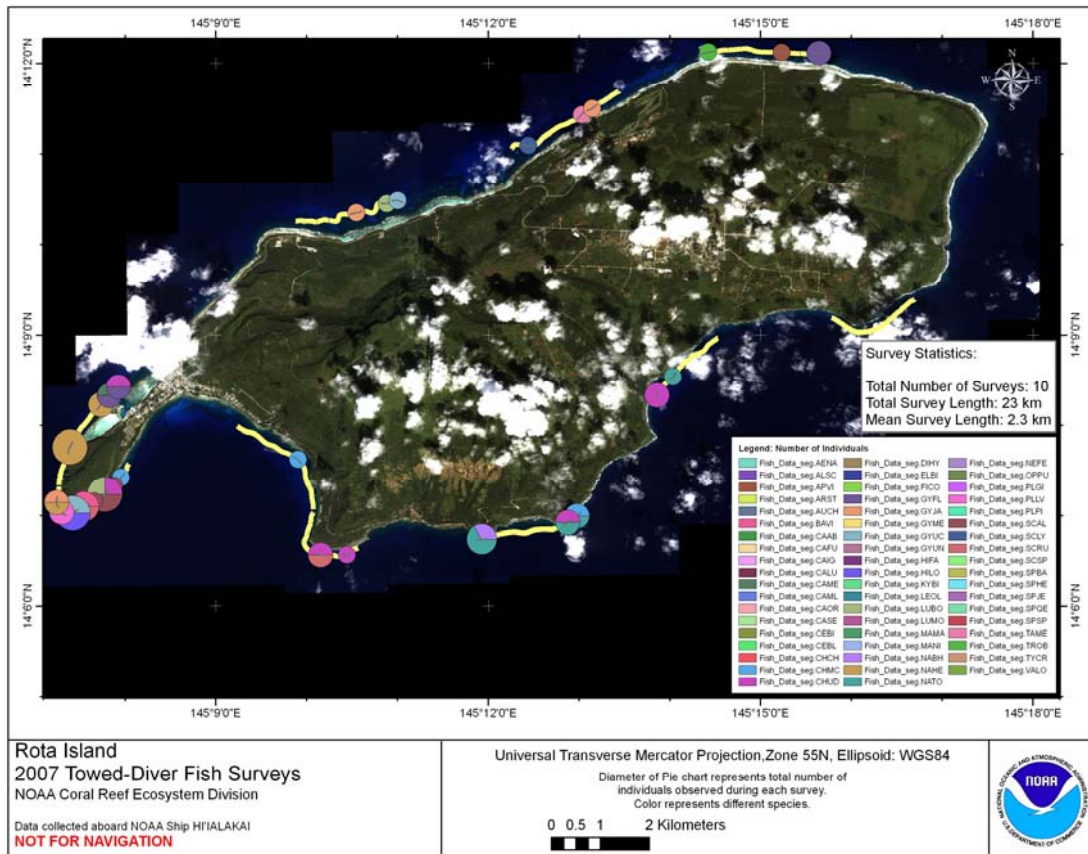 145°9'0"E 145°12'0"E 145°15'0"E 145°18'0"E
14°12'0"N 14°12'0"N
N
W E
S
14°9'0"N 14°9'0"N
Survey Statistics:
Total Number of Surveys: 10
Total Survey Length: 23 km
Mean Survey Length: 2.3 km
Legend: Number of Individuals
Fish_Data_seg.AENA
Fish_Data_seg.ALSC
Fish_Data_seg.APVI
Fish_Data_seg.ARST
Fish_Data_seg.AUCH
Fish_Data_seg.BAVI
Fish_Data_seg.CAAB
Fish_Data_seg.CAFU
Fish_Data_seg.CAIG
Fish_Data_seg.CALU
Fish_Data_seg.CAME
Fish_Data_seg.CAML
Fish_Data_seg.CAOR
Fish_Data_seg.CASE
Fish_Data_seg.CEBI
Fish_Data_seg.CEBL
Fish_Data_seg.CHCH
Fish_Data_seg.CHMC
Fish_Data_seg.CHUD
Fish_Data_seg.DIHY
Fish_Data_seg.ELBI
Fish_Data_seg.FICO
Fish_Data_seg.GYFL
Fish_Data_seg.GYJA
Fish_Data_seg.GYME
Fish_Data_seg.GYUC
Fish_Data_seg.GYUN
Fish_Data_seg.HIFA
Fish_Data_seg.HILO
Fish_Data_seg.KYBI
Fish_Data_seg.LEOL
Fish_Data_seg.LUBO
Fish_Data_seg.LUMO
Fish_Data_seg.MAMA
Fish_Data_seg.MANI
Fish_Data_seg.NABH
Fish_Data_seg.NAHE
Fish_Data_seg.NATO
Fish_Data_seg.NEFE
Fish_Data_seg.OPPU
Fish_Data_seg.PLGI
Fish_Data_seg.PLLV
Fish_Data_seg.PLPI
Fish_Data_seg.SCAL
Fish_Data_seg.SCLY
Fish_Data_seg.SCRU
Fish_Data_seg.SCSP
Fish_Data_seg.SPBA
Fish_Data_seg.SPHE
Fish_Data_seg.SPJE
Fish_Data_seg.SPQE
Fish_Data_seg.SPSP
Fish_Data_seg.TAME
Fish_Data_seg.TROB
Fish_Data_seg.TYCR
Fish_Data_seg.VALO
14°6'0"N 14°6'0"N
145°9'0"E 145°12'0"E 145°15'0"E 145°18'0"E
Rota Island
2007 Towed-Diver Fish Surveys
NOAA Coral Reef Ecosystem Division
Data collected aboard NOAA Ship HI'IALAKAI
NOT FOR NAVIGATION
Universal Transverse Mercator Projection,Zone 55N, Ellipsoid: WGS84
Diameter of Pie chart represents total number of
individuals observed during each survey.
Color represents different species.
0 0.5 1 2 Kilometers
NATIONAL OCEANIC AND ATMOSPHERIC ADMINISTRATION
NOAA
U.S. DEPARTMENT OF COMMERCE